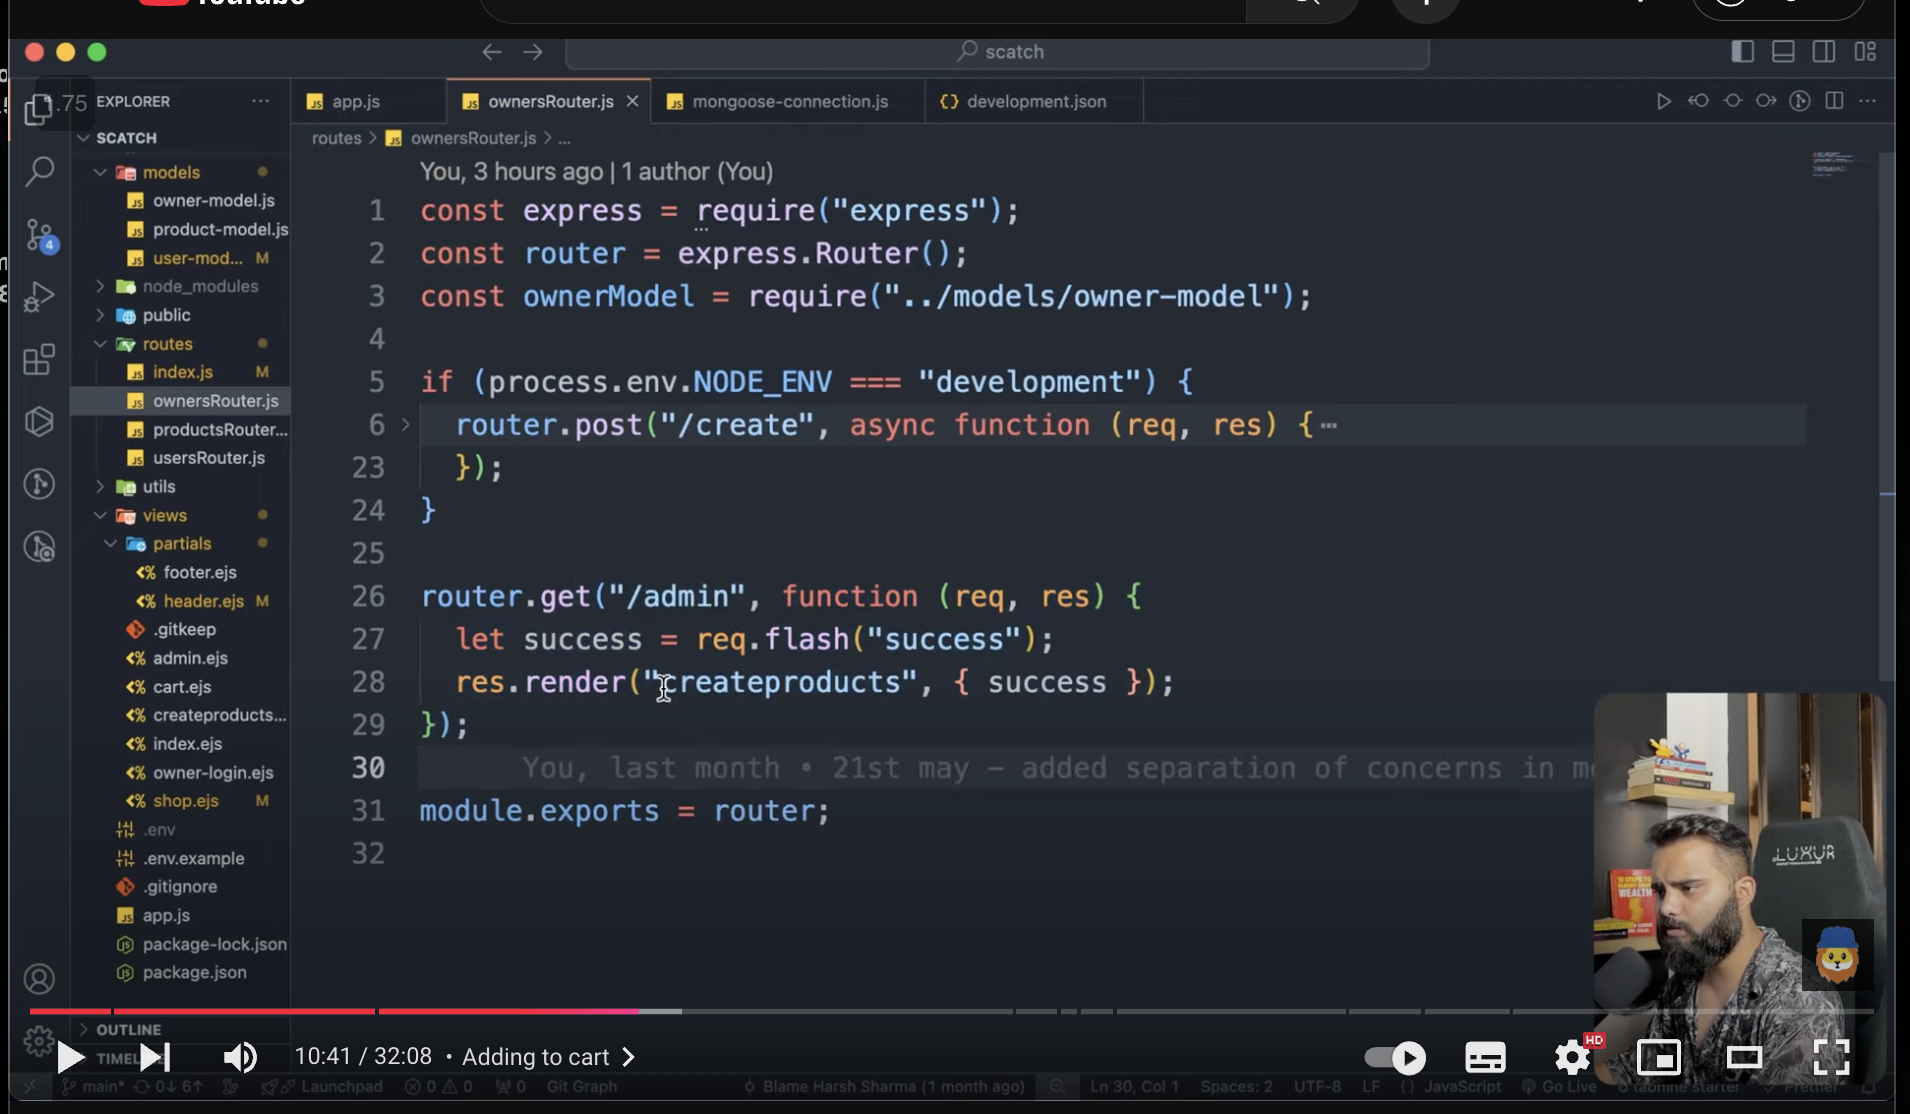 YouTube
scatch
1.75
EXPLORER
SCATCH
models
owner-model.js
product-model.js
user-mod... M
node_modules
public
routes
index.js M
ownersRouter.js
productsRouter...
usersRouter.js
utils
views
partials
footer.ejs
header.ejs M
.gitkeep
admin.ejs
cart.ejs
createproducts...
index.ejs
owner-login.ejs
shop.ejs M
.env
.env.example
.gitignore
app.js
package-lock.json
package.json
OUTLINE
4
app.js
ownersRouter.js
mongoose-connection.js
development.json
routes > ownersRouter.js > ...
You, 3 hours ago | 1 author (You)
1 const express = require("express");
2 const router = express.Router();
3 const ownerModel = require("../models/owner-model");
4
5 if (process.env.NODE_ENV === "development") {
6 router.post("/create", async function (req, res) {⋯
23 });
24 }
25
26 router.get("/admin", function (req, res) {
27 let success = req.flash("success");
28 res.render("createproducts", { success });
29 });
30 You, last month • 21st may – added separation of concerns in
31 module.exports = router;
32
LUXUR
WEALTH
10:41 / 32:08 • Adding to cart >
HD
main* 0↓ 6↑ Launchpad 0 0 0 Git Graph Blame Harsh Sharma (1 month ago) Ln 30, Col 1 Spaces: 2 UTF-8 LF {} JavaScript Go Live tabnine starter Prettier